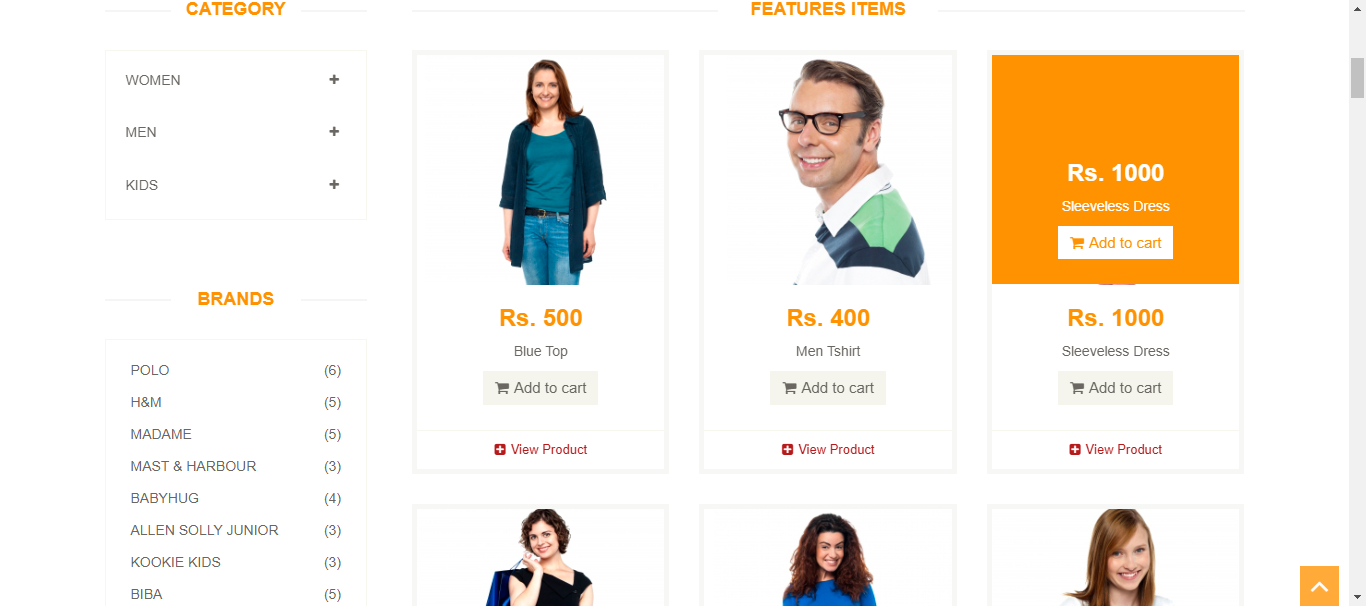 CATEGORY
WOMEN
MEN
KIDS
BRANDS
POLO (6)
H&M (5)
MADAME (5)
MAST & HARBOUR (3)
BABYHUG (4)
ALLEN SOLLY JUNIOR (3)
KOOKIE KIDS (3)
BIBA (5)
FEATURES ITEMS
Rs. 500
Blue Top
Add to cart
View Product
Rs. 400
Men Tshirt
Add to cart
View Product
Rs. 1000
Sleeveless Dress
Add to cart
Rs. 1000
Sleeveless Dress
Add to cart
View Product